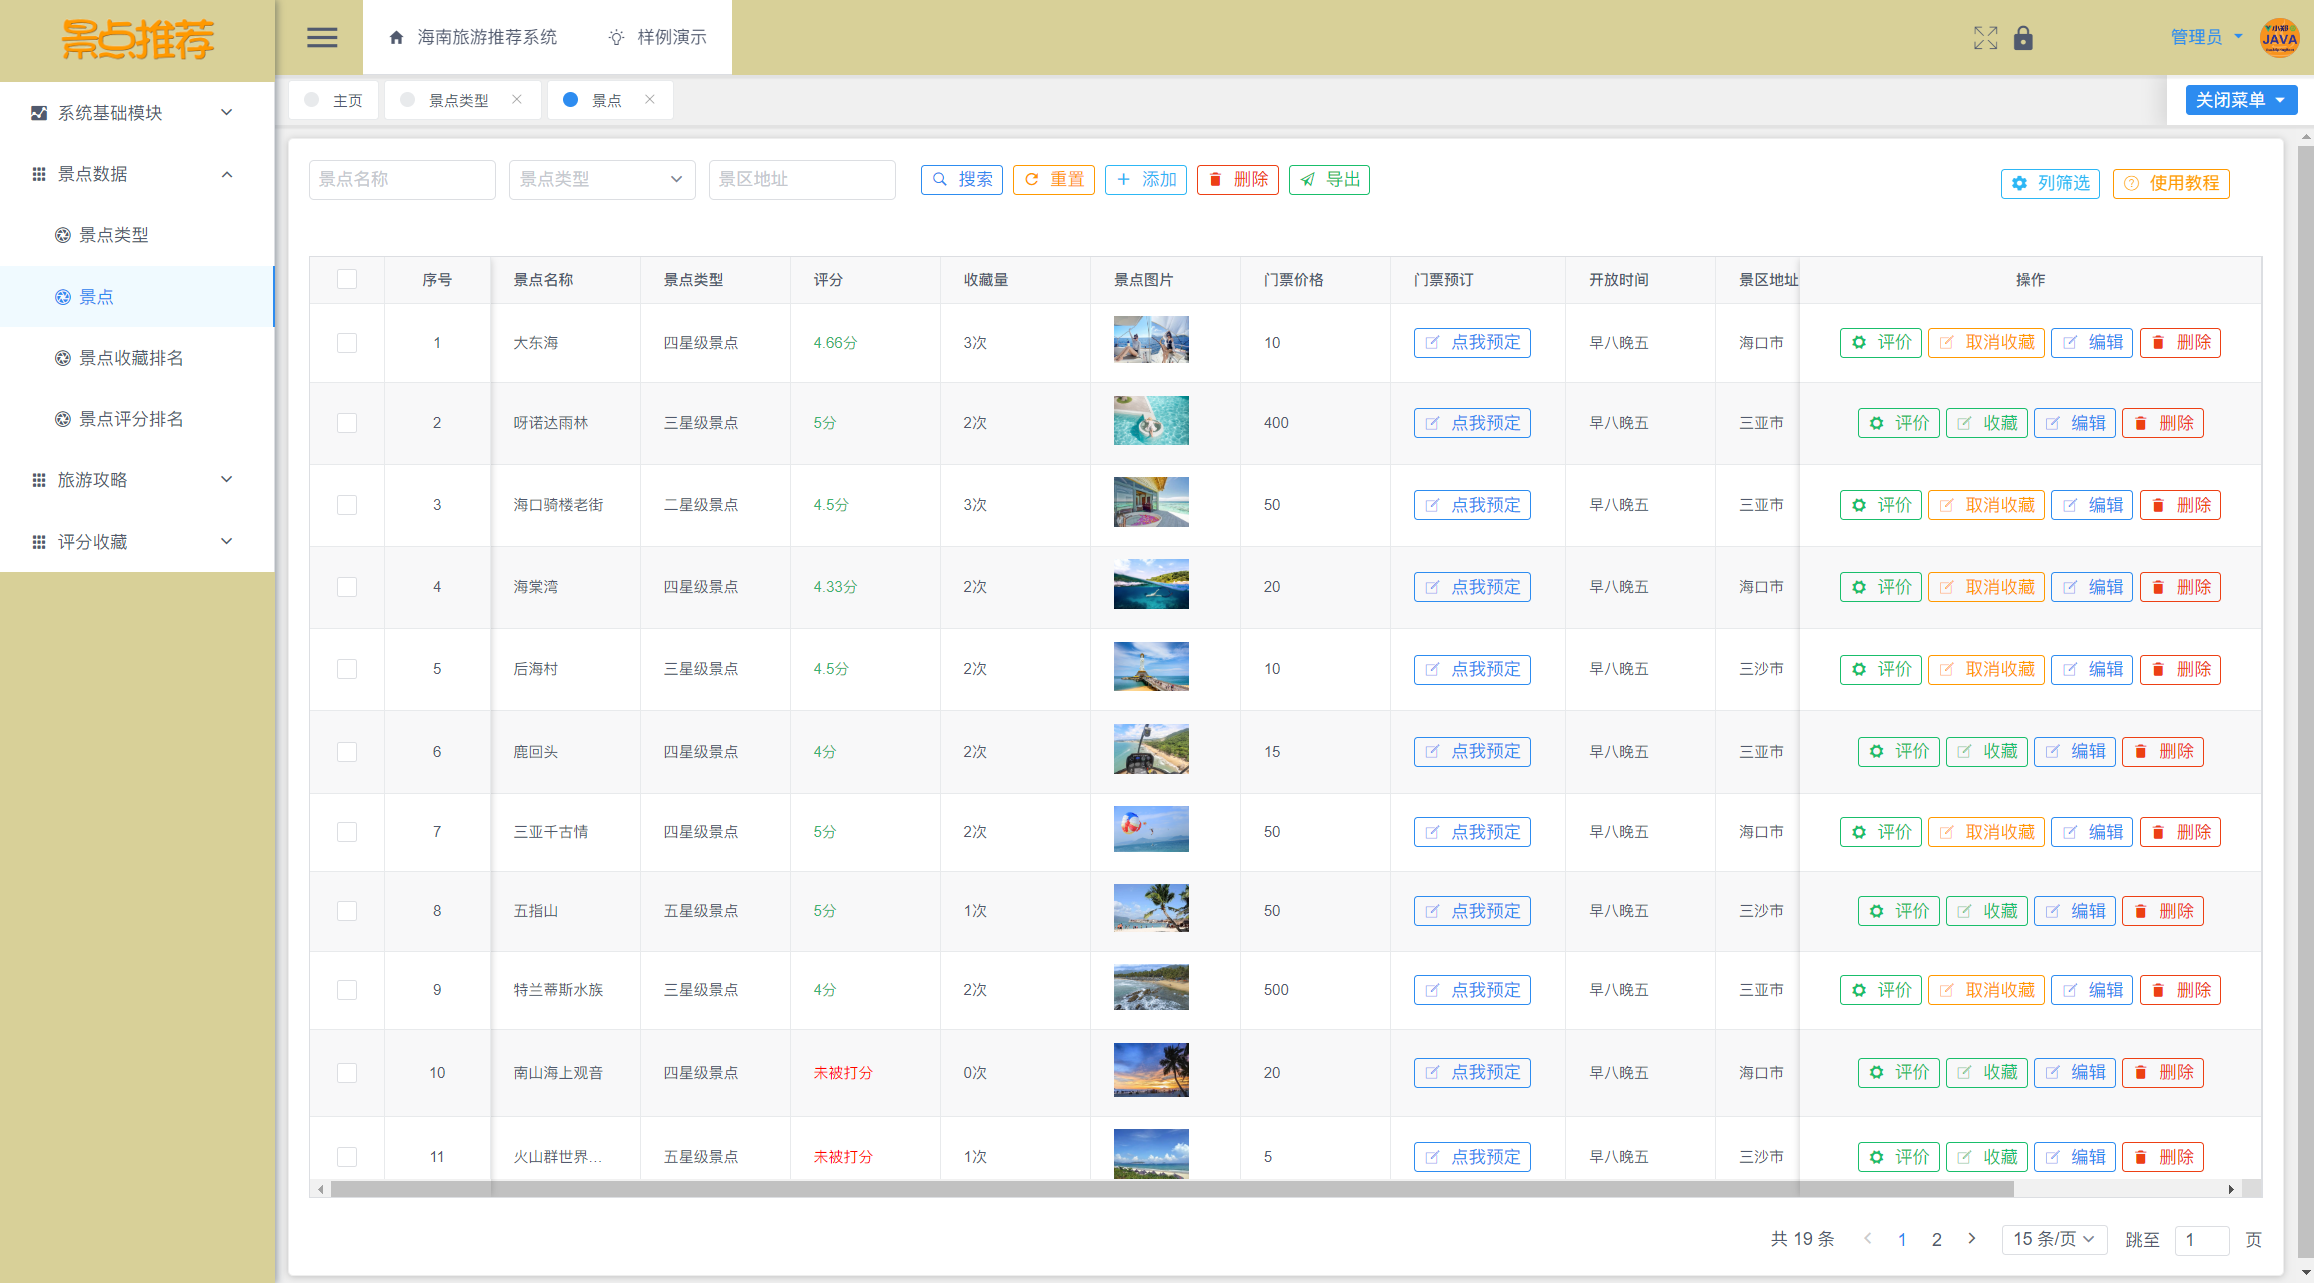 景点推荐
海南旅游推荐系统
样例演示
管理员
小郑
JAVA
主页
景点类型
景点
关闭菜单
系统基础模块
景点数据
景点类型
景点
景点收藏排名
景点评分排名
旅游攻略
评分收藏
景点名称 景点类型 景区地址 搜索 重置 添加 删除 导出 列筛选 使用教程
序号 景点名称 景点类型 评分 收藏量 景点图片 门票价格 门票预订 开放时间 景区地址 操作
1 大东海 四星级景点 4.66分 3次 10 点我预定 早八晚五 海口市 评价 取消收藏 编辑 删除
2 呀诺达雨林 三星级景点 5分 2次 400 点我预定 早八晚五 三亚市 评价 收藏 编辑 删除
3 海口骑楼老街 二星级景点 4.5分 3次 50 点我预定 早八晚五 三亚市 评价 取消收藏 编辑 删除
4 海棠湾 四星级景点 4.33分 2次 20 点我预定 早八晚五 海口市 评价 取消收藏 编辑 删除
5 后海村 三星级景点 4.5分 2次 10 点我预定 早八晚五 三沙市 评价 取消收藏 编辑 删除
6 鹿回头 四星级景点 4分 2次 15 点我预定 早八晚五 三亚市 评价 收藏 编辑 删除
7 三亚千古情 四星级景点 5分 2次 50 点我预定 早八晚五 海口市 评价 取消收藏 编辑 删除
8 五指山 五星级景点 5分 1次 50 点我预定 早八晚五 三沙市 评价 收藏 编辑 删除
9 特兰蒂斯水族 三星级景点 4分 2次 500 点我预定 早八晚五 三亚市 评价 取消收藏 编辑 删除
10 南山海上观音 四星级景点 未被打分 0次 20 点我预定 早八晚五 海口市 评价 收藏 编辑 删除
11 火山群世界... 五星级景点 未被打分 1次 5 点我预定 早八晚五 三沙市 评价 收藏 编辑 删除
共 19 条 1 2 15 条/页 跳至 1 页